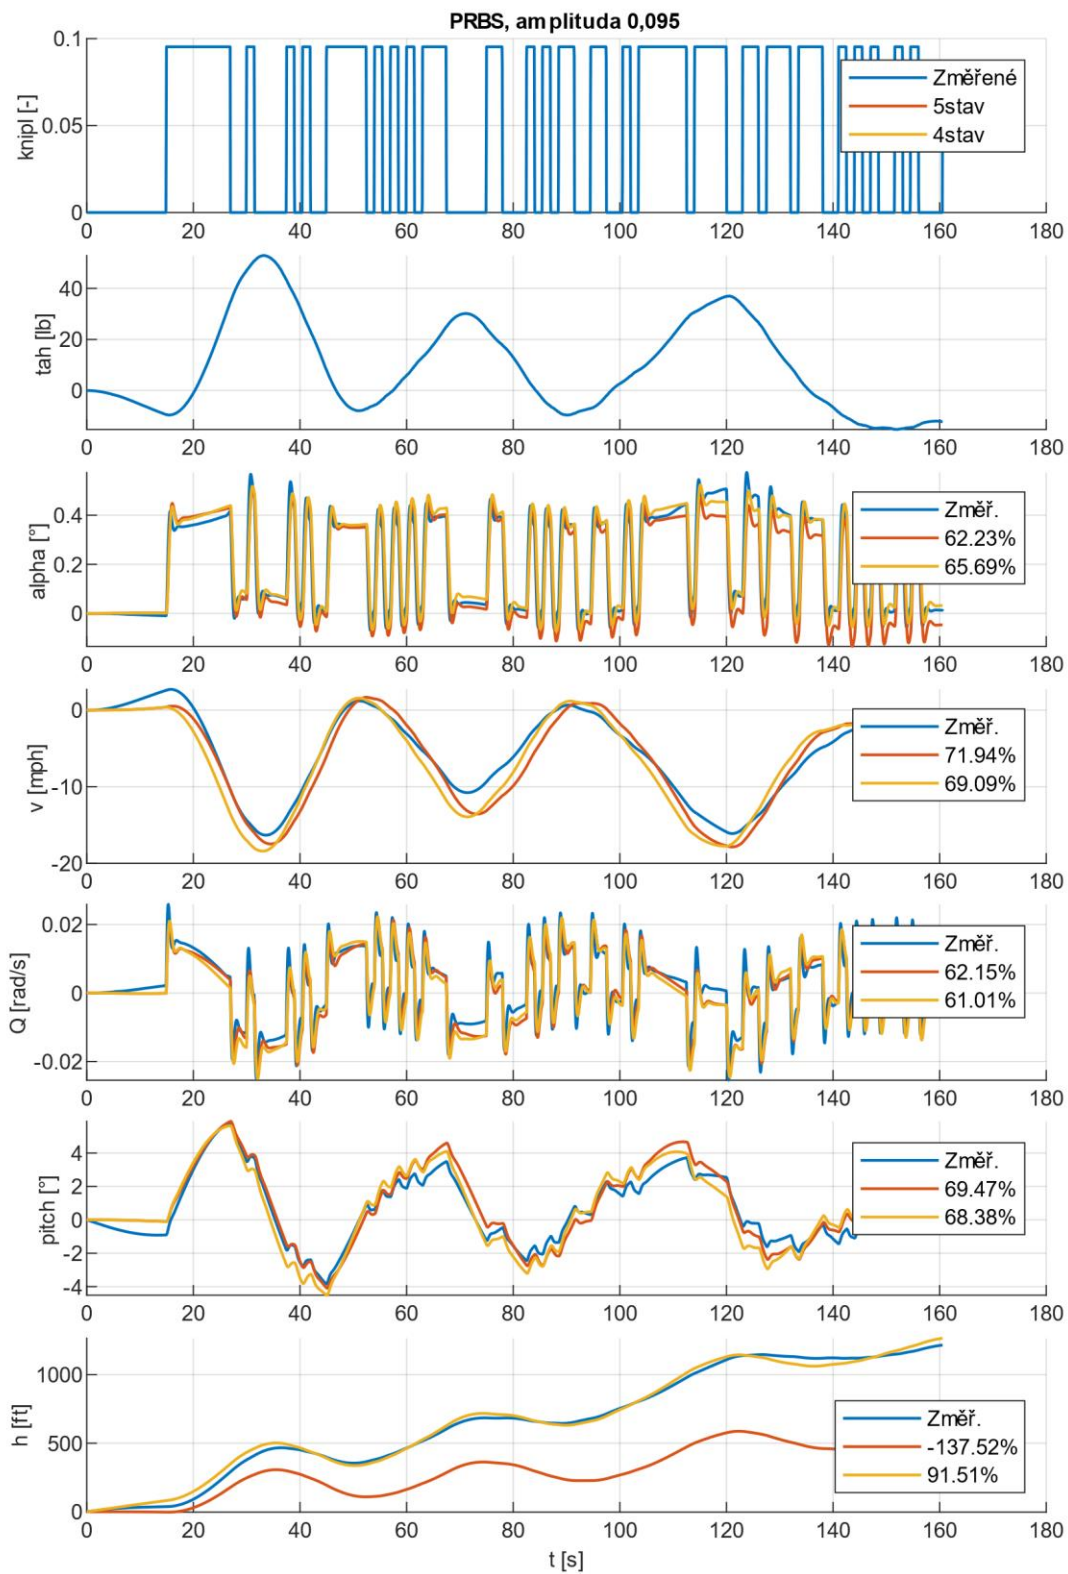 PRBS, amplituda 0,095
knipl [-]
0.1
0.05
0
Změřené
5stav
4stav
0 20 40 60 80 100 120 140 160 180
tah [lb]
40
20
0
0 20 40 60 80 100 120 140 160 180
alpha [°]
0.4
0.2
0
Změř.
62.23%
65.69%
0 20 40 60 80 100 120 140 160 180
v [mph]
0
-10
-20
Změř.
71.94%
69.09%
0 20 40 60 80 100 120 140 160 180
Q [rad/s]
0.02
0
-0.02
Změř.
62.15%
61.01%
0 20 40 60 80 100 120 140 160 180
pitch [°]
4
2
0
-2
-4
Změř.
69.47%
68.38%
0 20 40 60 80 100 120 140 160 180
h [ft]
1000
500
0
Změř.
-137.52%
91.51%
0 20 40 60 80 100 120 140 160 180
t [s]